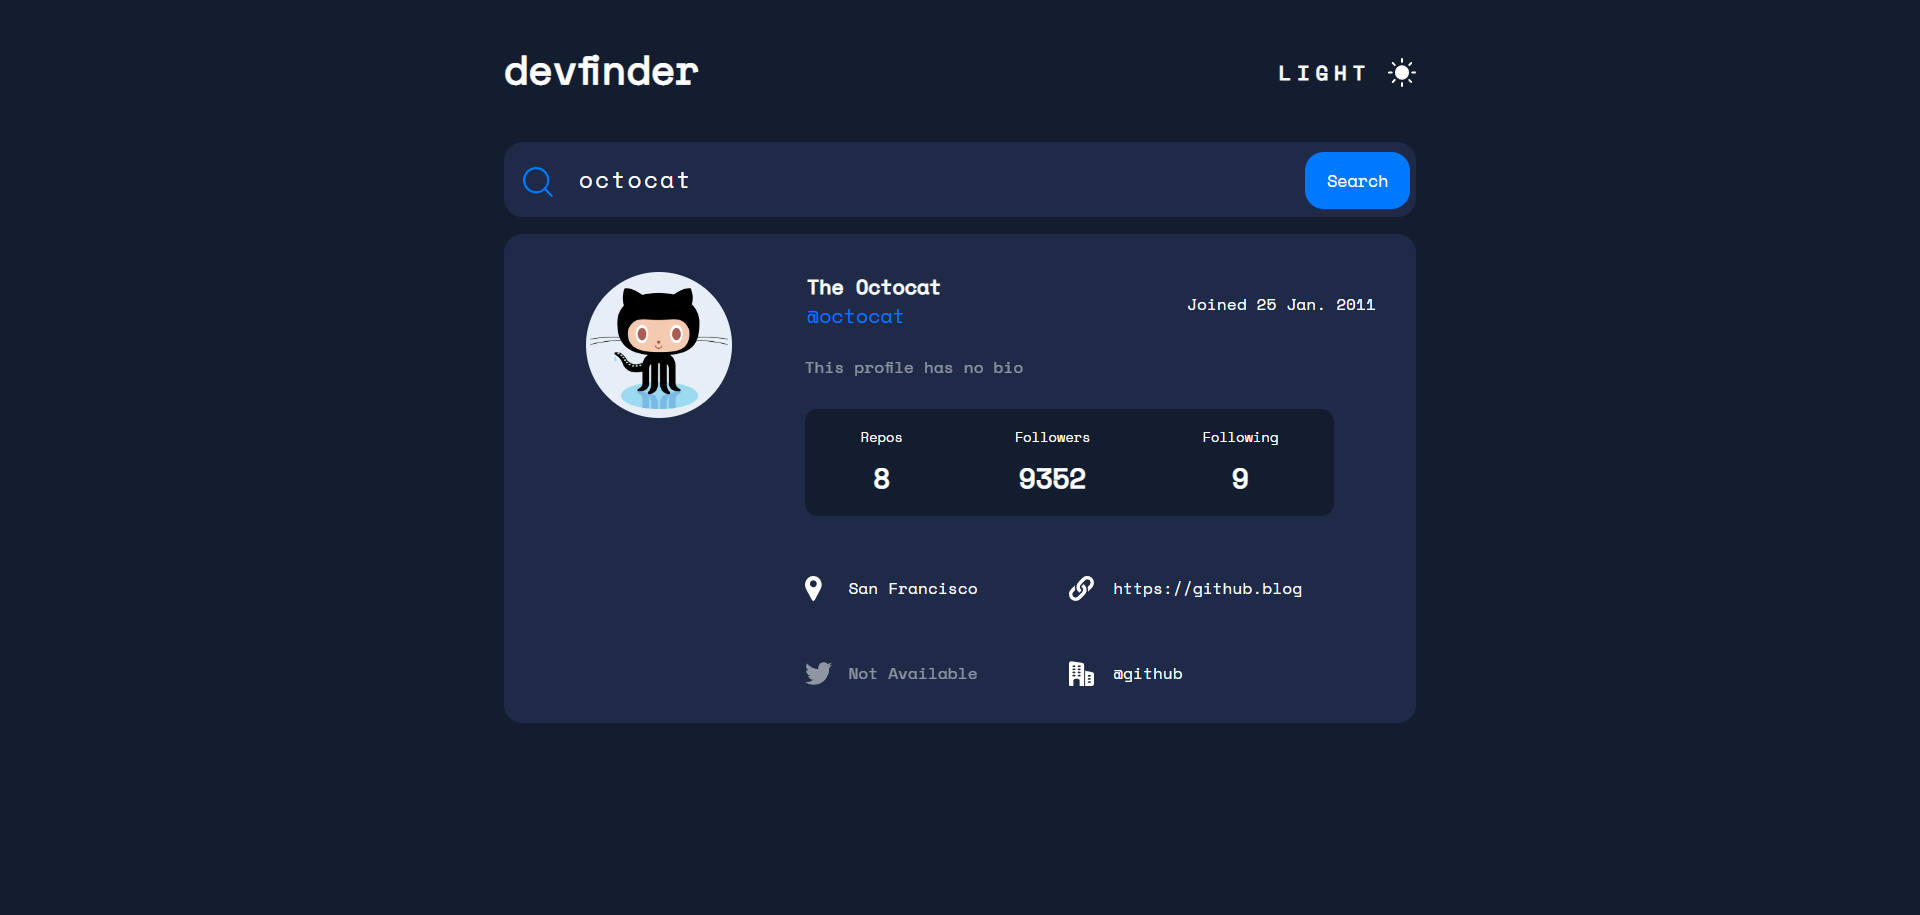 devfinder
LIGHT
octocat
Search
The Octocat
@octocat
Joined 25 Jan. 2011
This profile has no bio
Repos
Followers
Following
8
9352
9
San Francisco
https://github.blog
Not Available
@github